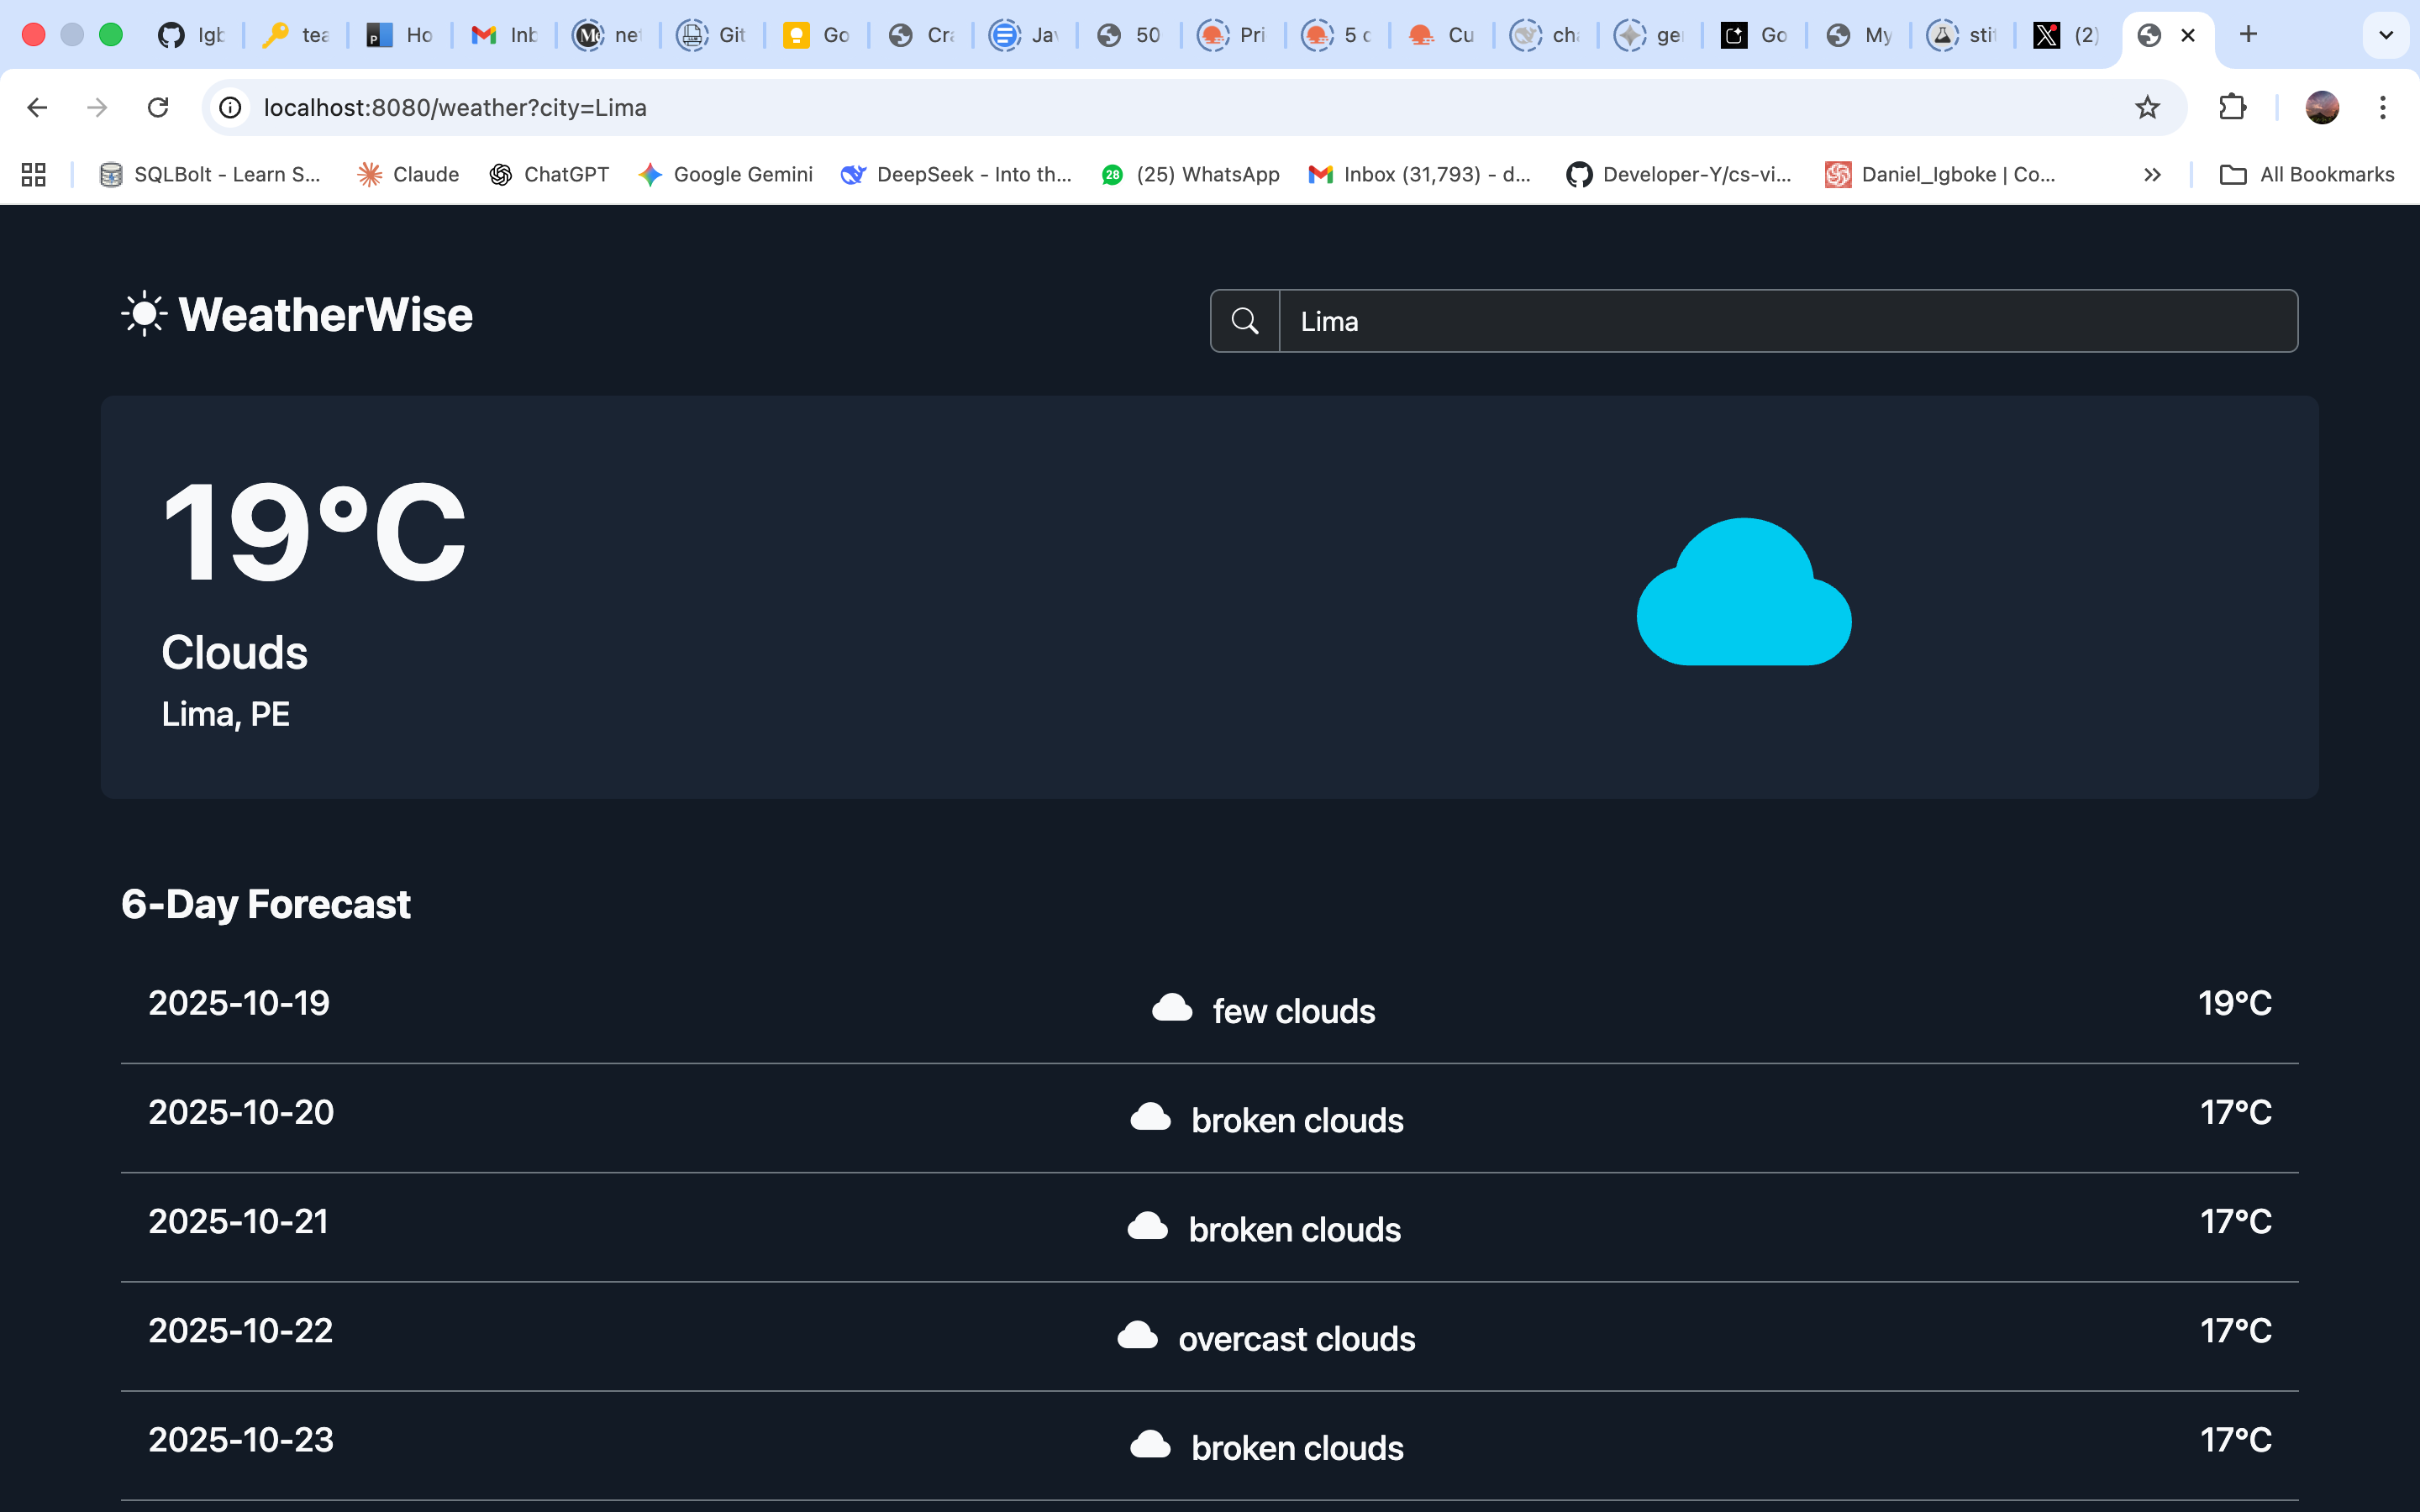 Igb tea Ho Inb ne Git Go Cra Jav 50 Pri 5 c Cu cha ge Go My stit (2)
localhost:8080/weather?city=Lima
SQLBolt - Learn S... Claude ChatGPT Google Gemini DeepSeek - Into th... 28 (25) WhatsApp Inbox (31,793) - d... Developer-Y/cs-vi... Daniel_Igboke | Co... All Bookmarks
WeatherWise
Lima
19°C
Clouds
Lima, PE
6-Day Forecast
2025-10-19 few clouds 19°C
2025-10-20 broken clouds 17°C
2025-10-21 broken clouds 17°C
2025-10-22 overcast clouds 17°C
2025-10-23 broken clouds 17°C